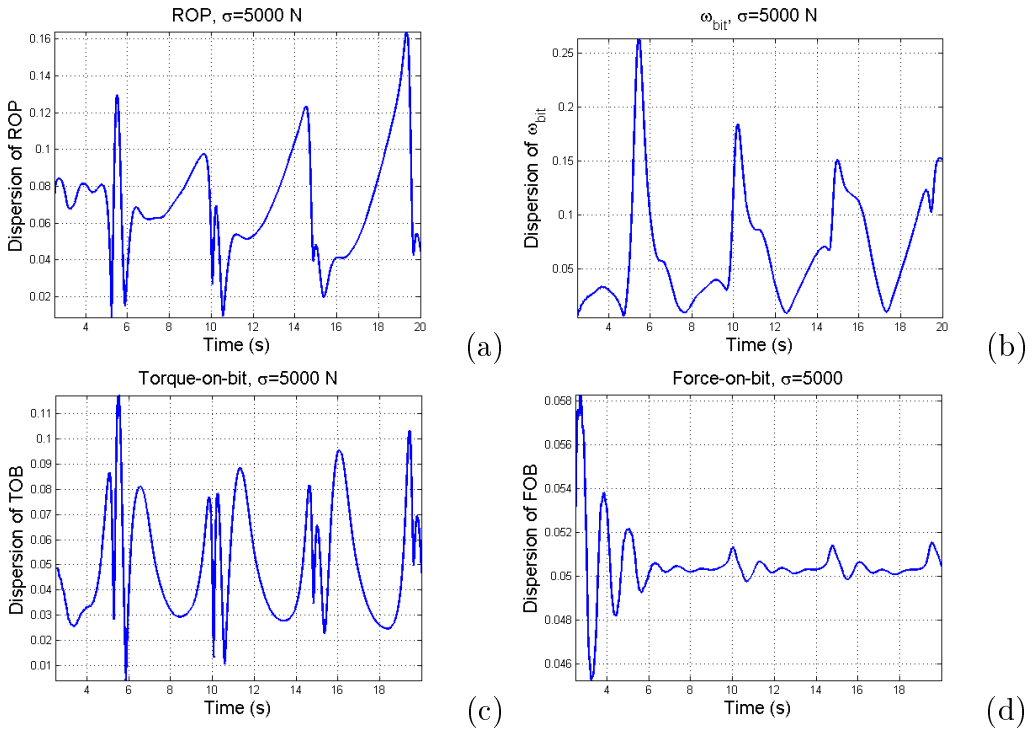 ROP, σ=5000 N
0.16
0.14
0.12
0.1
0.08
0.06
0.04
0.02
Dispersion of ROP
4 6 8 10 12 14 16 18 20
Time (s)
(a)
ω_bit, σ=5000 N
0.25
0.2
0.15
0.1
0.05
Dispersion of ω_bit
4 6 8 10 12 14 16 18 20
Time (s)
(b)
Torque-on-bit, σ=5000 N
0.11
0.1
0.09
0.08
0.07
0.06
0.05
0.04
0.03
0.02
0.01
Dispersion of TOB
4 6 8 10 12 14 16 18
Time (s)
(c)
Force-on-bit, σ=5000
0.058
0.056
0.054
0.052
0.05
0.048
0.046
Dispersion of FOB
4 6 8 10 12 14 16 18
Time (s)
(d)